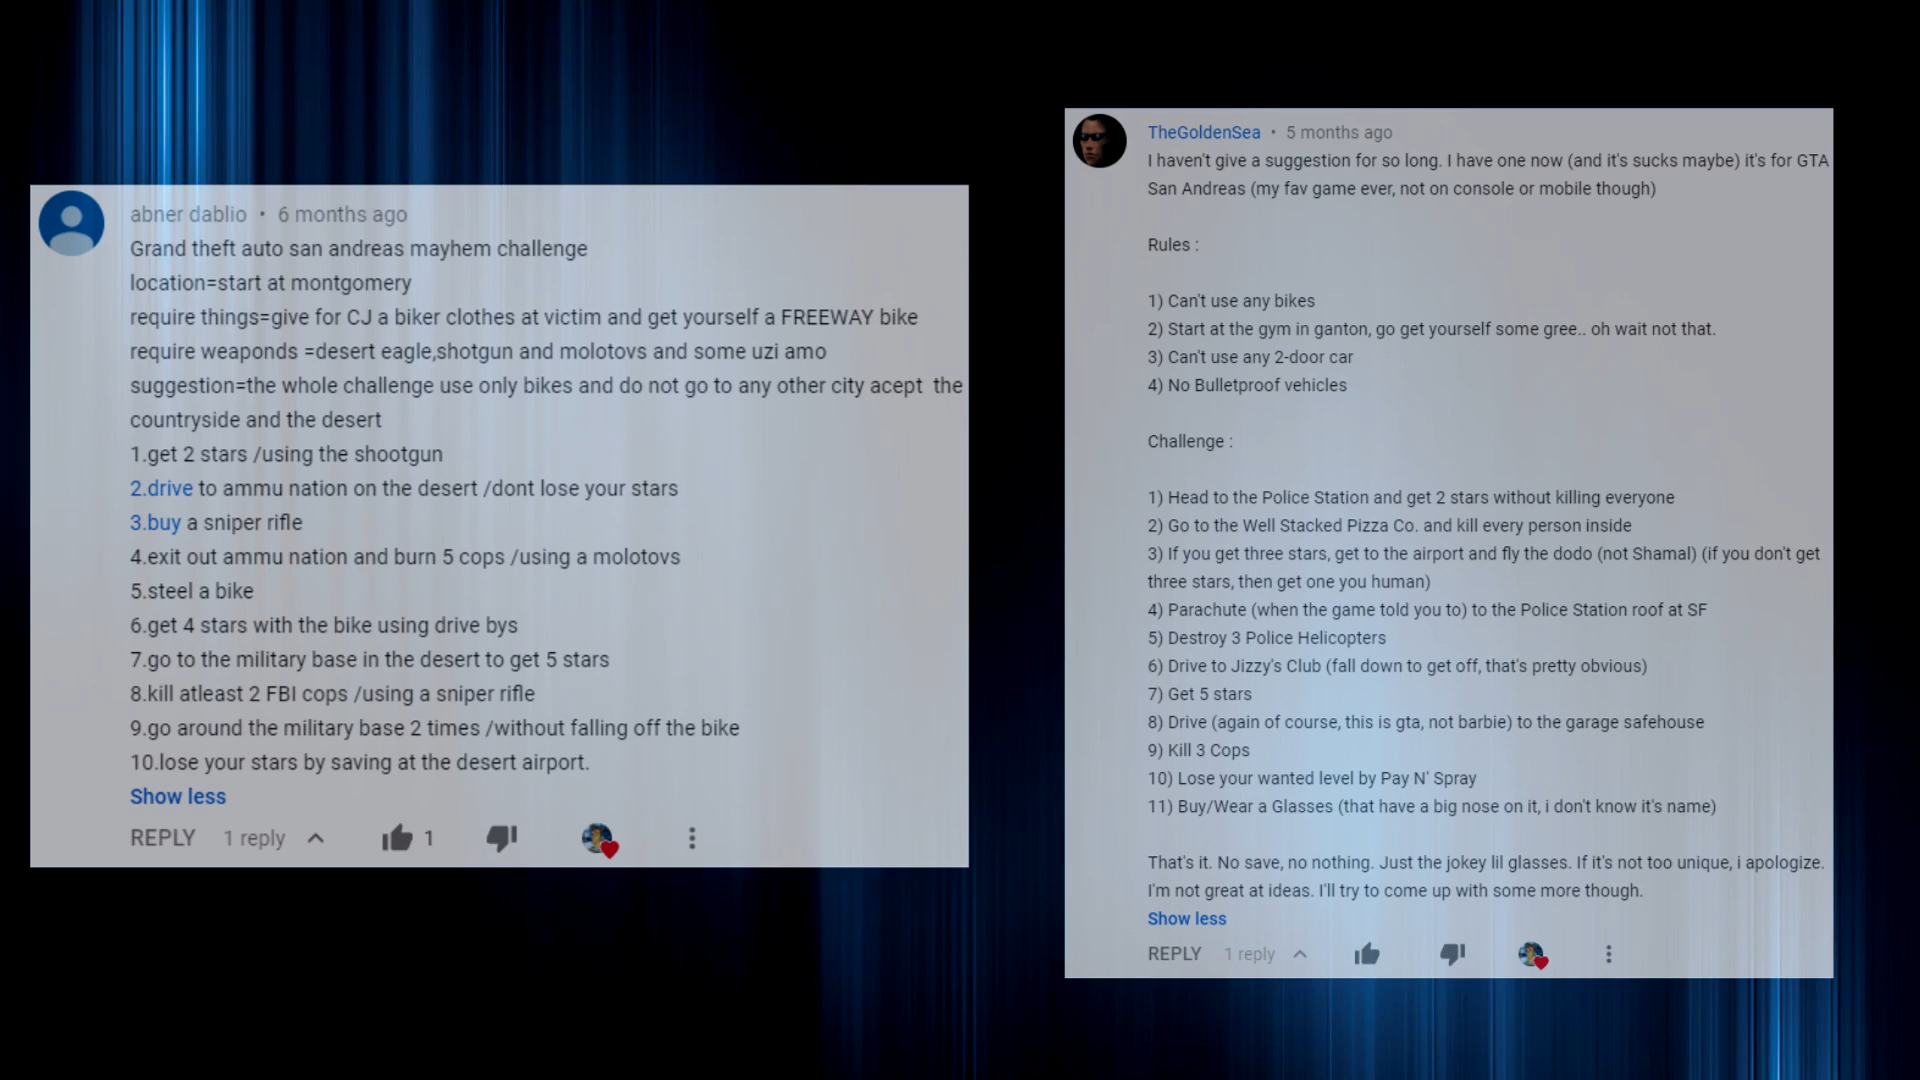 abner dablio • 6 months ago
Grand theft auto san andreas mayhem challenge
location=start at montgomery
require things=give for CJ a biker clothes at victim and get yourself a FREEWAY bike
require weaponds =desert eagle,shotgun and molotovs and some uzi amo
suggestion=the whole challenge use only bikes and do not go to any other city acept the
countryside and the desert
1.get 2 stars /using the shootgun
2.drive to ammu nation on the desert /dont lose your stars
3.buy a sniper rifle
4.exit out ammu nation and burn 5 cops /using a molotovs
5.steel a bike
6.get 4 stars with the bike using drive bys
7.go to the military base in the desert to get 5 stars
8.kill atleast 2 FBI cops /using a sniper rifle
9.go around the military base 2 times /without falling off the bike
10.lose your stars by saving at the desert airport.
Show less
REPLY 1 reply 1
TheGoldenSea • 5 months ago
I haven't give a suggestion for so long. I have one now (and it's sucks maybe) it's for GTA
San Andreas (my fav game ever, not on console or mobile though)
Rules :
1) Can't use any bikes
2) Start at the gym in ganton, go get yourself some gree.. oh wait not that.
3) Can't use any 2-door car
4) No Bulletproof vehicles
Challenge :
1) Head to the Police Station and get 2 stars without killing everyone
2) Go to the Well Stacked Pizza Co. and kill every person inside
3) If you get three stars, get to the airport and fly the dodo (not Shamal) (if you don't get
three stars, then get one you human)
4) Parachute (when the game told you to) to the Police Station roof at SF
5) Destroy 3 Police Helicopters
6) Drive to Jizzy's Club (fall down to get off, that's pretty obvious)
7) Get 5 stars
8) Drive (again of course, this is gta, not barbie) to the garage safehouse
9) Kill 3 Cops
10) Lose your wanted level by Pay N' Spray
11) Buy/Wear a Glasses (that have a big nose on it, i don't know it's name)
That's it. No save, no nothing. Just the jokey lil glasses. If it's not too unique, i apologize.
I'm not great at ideas. I'll try to come up with some more though.
Show less
REPLY 1 reply